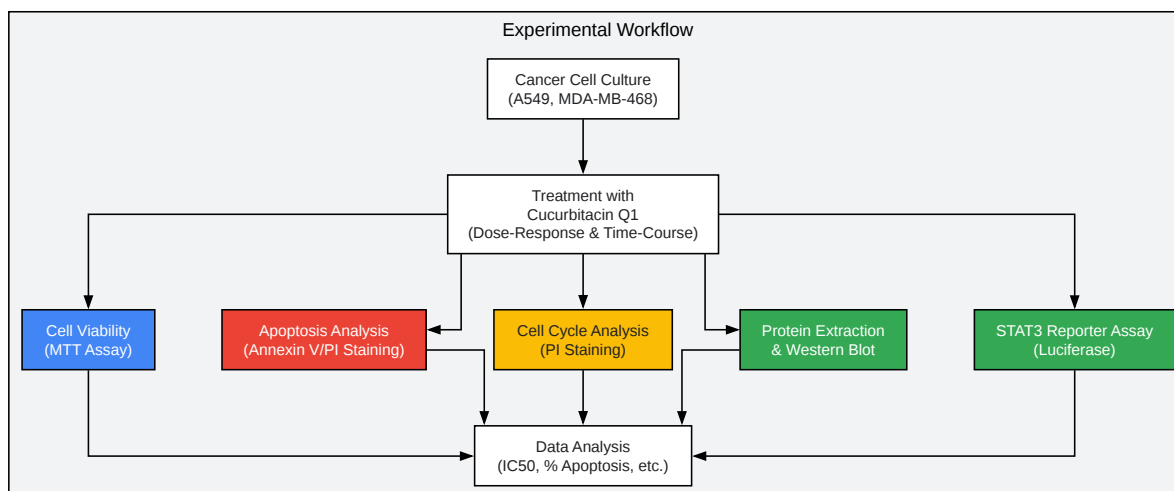 Experimental Workflow
Cancer Cell Culture
(A549, MDA-MB-468)
Treatment with
Cucurbitacin Q1
(Dose-Response & Time-Course)
Cell Viability
(MTT Assay)
Apoptosis Analysis
(Annexin V/PI Staining)
Cell Cycle Analysis
(PI Staining)
Protein Extraction
& Western Blot
STAT3 Reporter Assay
(Luciferase)
Data Analysis
(IC50, % Apoptosis, etc.)